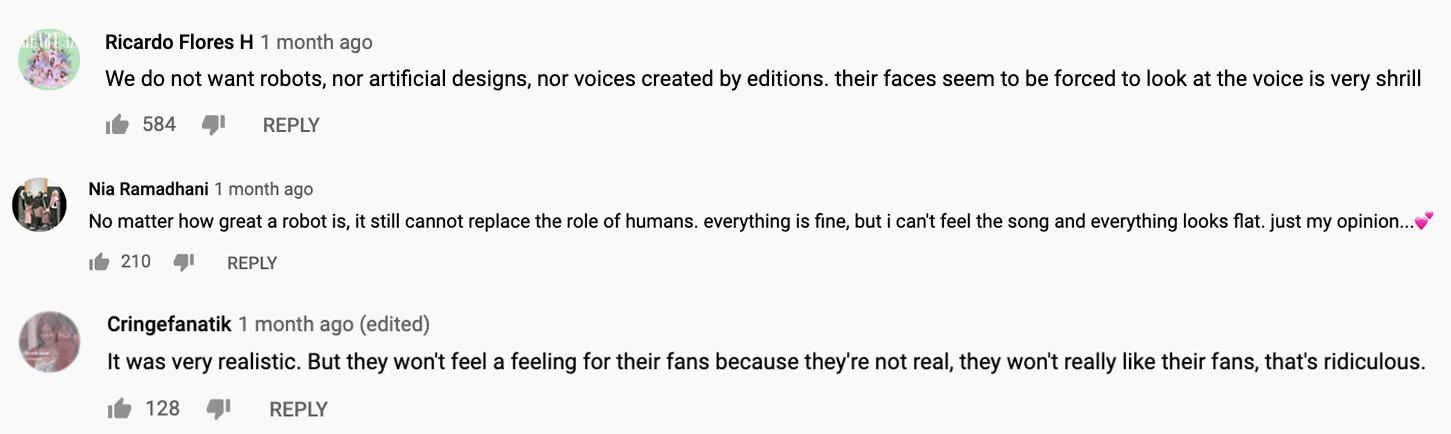 Ricardo Flores H 1 month ago
We do not want robots, nor artificial designs, nor voices created by editions. their faces seem to be forced to look at the voice is very shrill
584 REPLY
Nia Ramadhani 1 month ago
No matter how great a robot is, it still cannot replace the role of humans. everything is fine, but i can't feel the song and everything looks flat. just my opinion...💕
210 REPLY
Cringefanatik 1 month ago (edited)
It was very realistic. But they won't feel a feeling for their fans because they're not real, they won't really like their fans, that's ridiculous.
128 REPLY